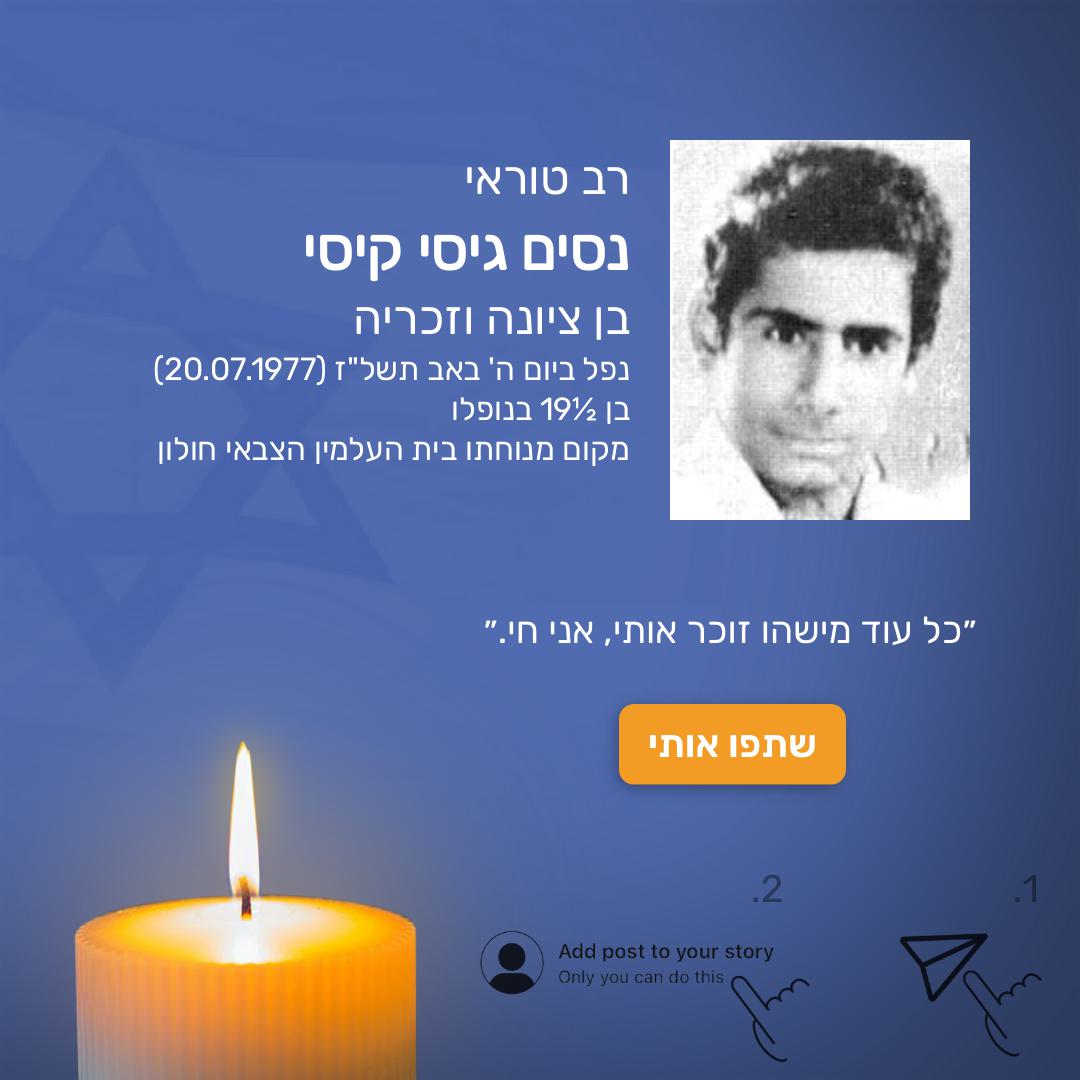 רב טוראי
נסים גיסי קיסי
בן ציונה וזכריה
נפל ביום ה' באב תשל"ז (20.07.1977)
בן 19½ בנופלו
מקום מנוחתו בית העלמין הצבאי חולון
״כל עוד מישהו זוכר אותי, אני חי.״
שתפו אותי
1.
2.
Add post to your story
Only you can do this